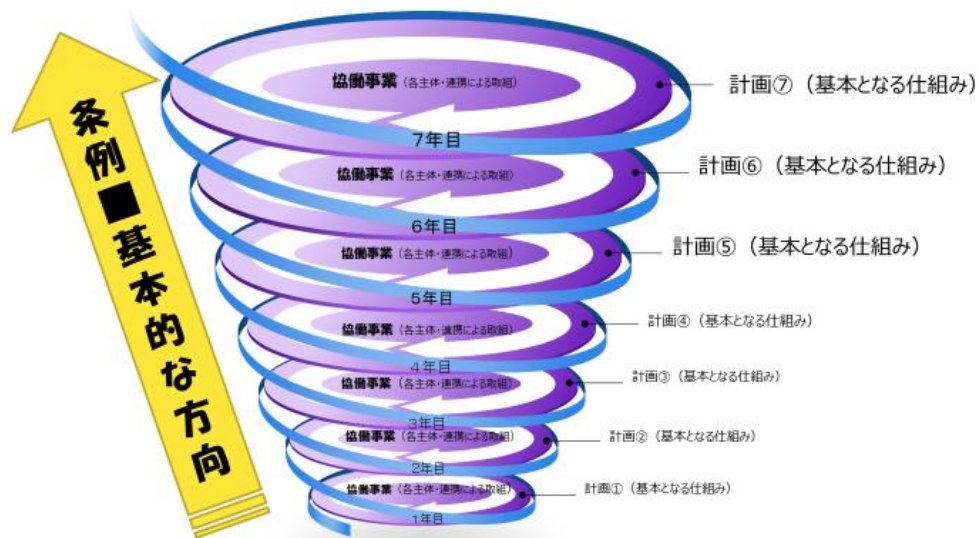 条例■基本的な方向
協働事業（各主体・連携による取組）
計画⑦（基本となる仕組み）
7年目
協働事業（各主体・連携による取組）
計画⑥（基本となる仕組み）
6年目
協働事業（各主体・連携による取組）
計画⑤（基本となる仕組み）
5年目
協働事業（各主体・連携による取組）
計画④（基本となる仕組み）
4年目
協働事業（各主体・連携による取組）
計画③（基本となる仕組み）
3年目
協働事業（各主体・連携による取組）
計画②（基本となる仕組み）
2年目
協働事業（各主体・連携による取組）
計画①（基本となる仕組み）
1年目